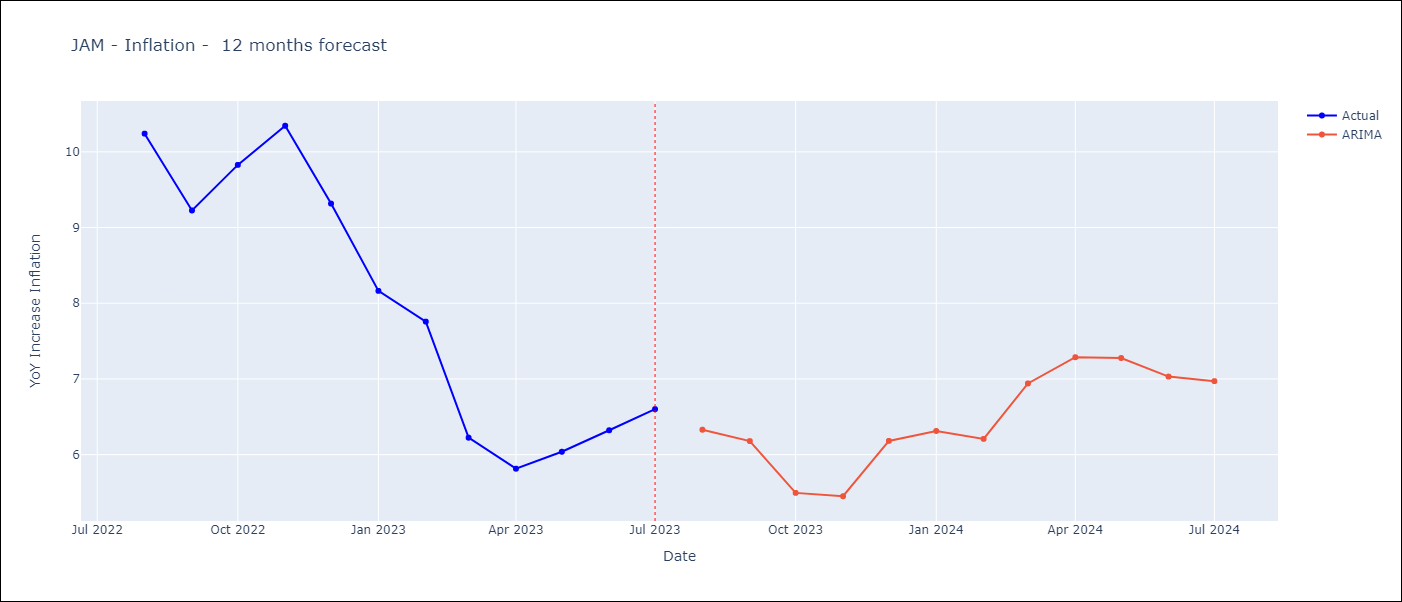 JAM - Inflation -  12 months forecast
Actual
ARIMA
YoY Increase Inflation
10
9
8
7
6
Jul 2022 Oct 2022 Jan 2023 Apr 2023 Jul 2023 Oct 2023 Jan 2024 Apr 2024 Jul 2024
Date